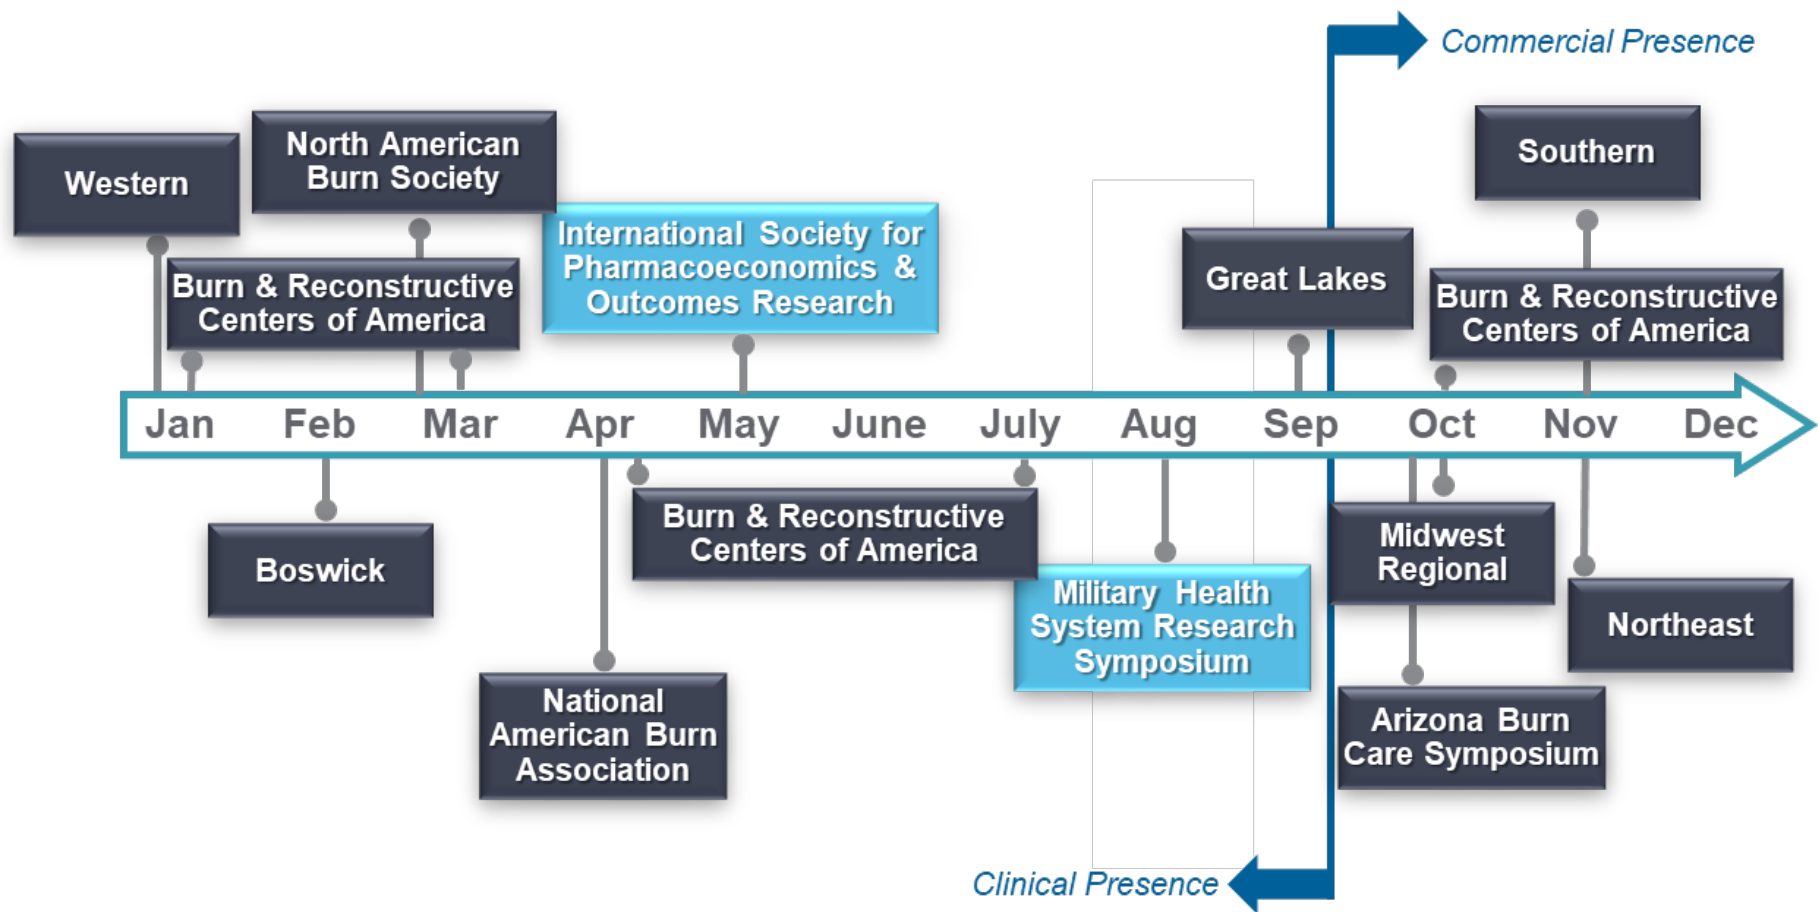 Commercial Presence
Western
North American
Burn Society
Southern
International Society for
Pharmacoeconomics &
Outcomes Research
Great Lakes
Burn & Reconstructive
Centers of America
Burn & Reconstructive
Centers of America
Jan Feb Mar Apr May June July Aug Sep Oct Nov Dec
Boswick
Burn & Reconstructive
Centers of America
Midwest
Regional
Military Health
System Research
Symposium
Northeast
National
American Burn
Association
Arizona Burn
Care Symposium
Clinical Presence